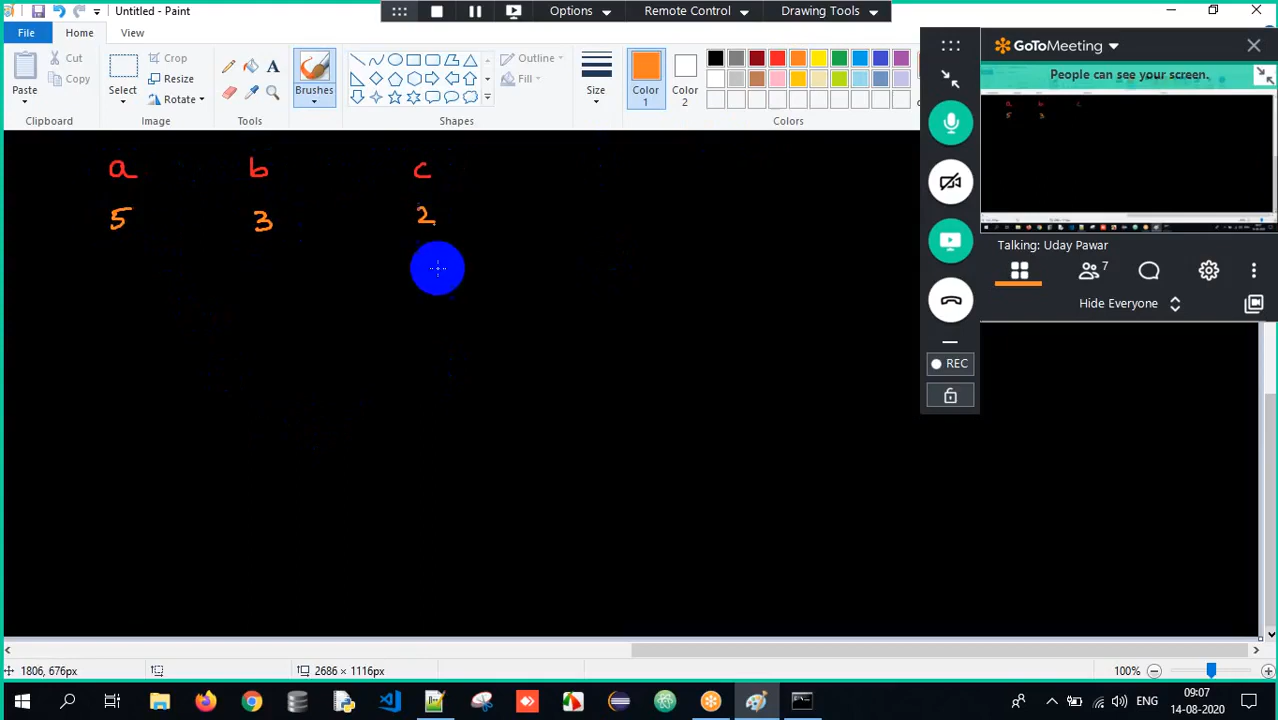 Untitled - Paint
Options
Remote Control
Drawing Tools
File
Home
View
Paste
Cut
Copy
Clipboard
Select
Crop
Resize
Rotate
Image
A
Tools
Brushes
Outline
Fill
Shapes
Size
Color 1
Color 2
Colors
GoToMeeting
People can see your screen.
a b c
5 3
Talking: Uday Pawar
7
Hide Everyone
REC
a b c
5 3 2
1806, 676px
2686 × 1116px
100%
ENG
09:07
14-08-2020